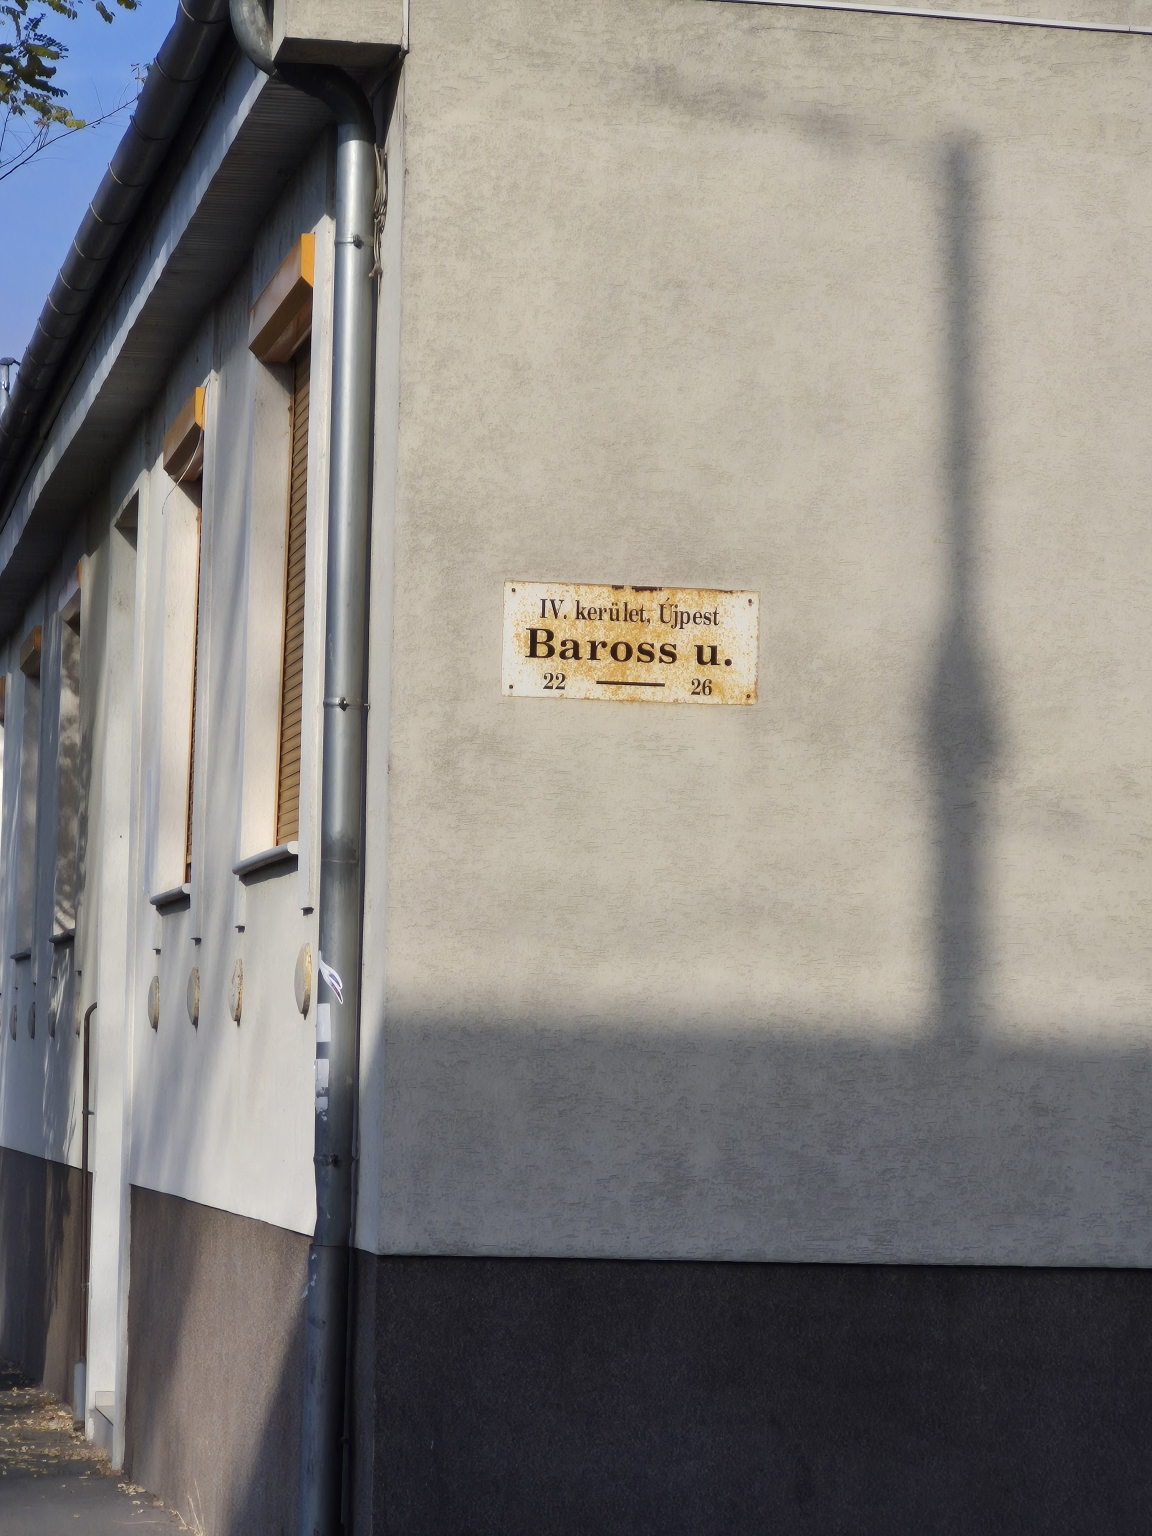 IV. kerület, Újpest
Baross u.
22 — 26